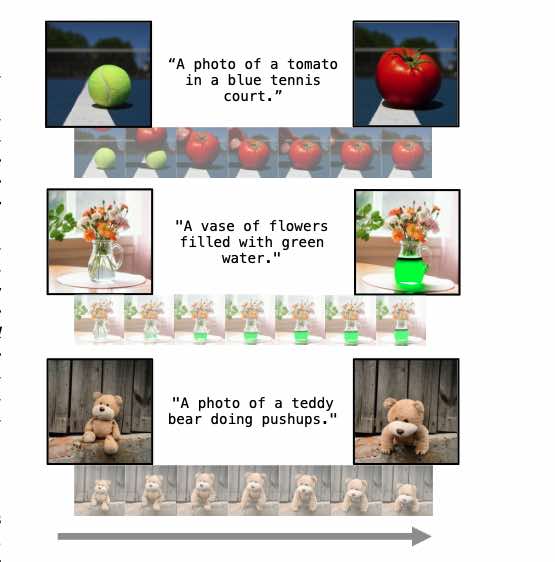 “A photo of a tomato
in a blue tennis
court.”
"A vase of flowers
filled with green
water."
"A photo of a teddy
bear doing pushups."